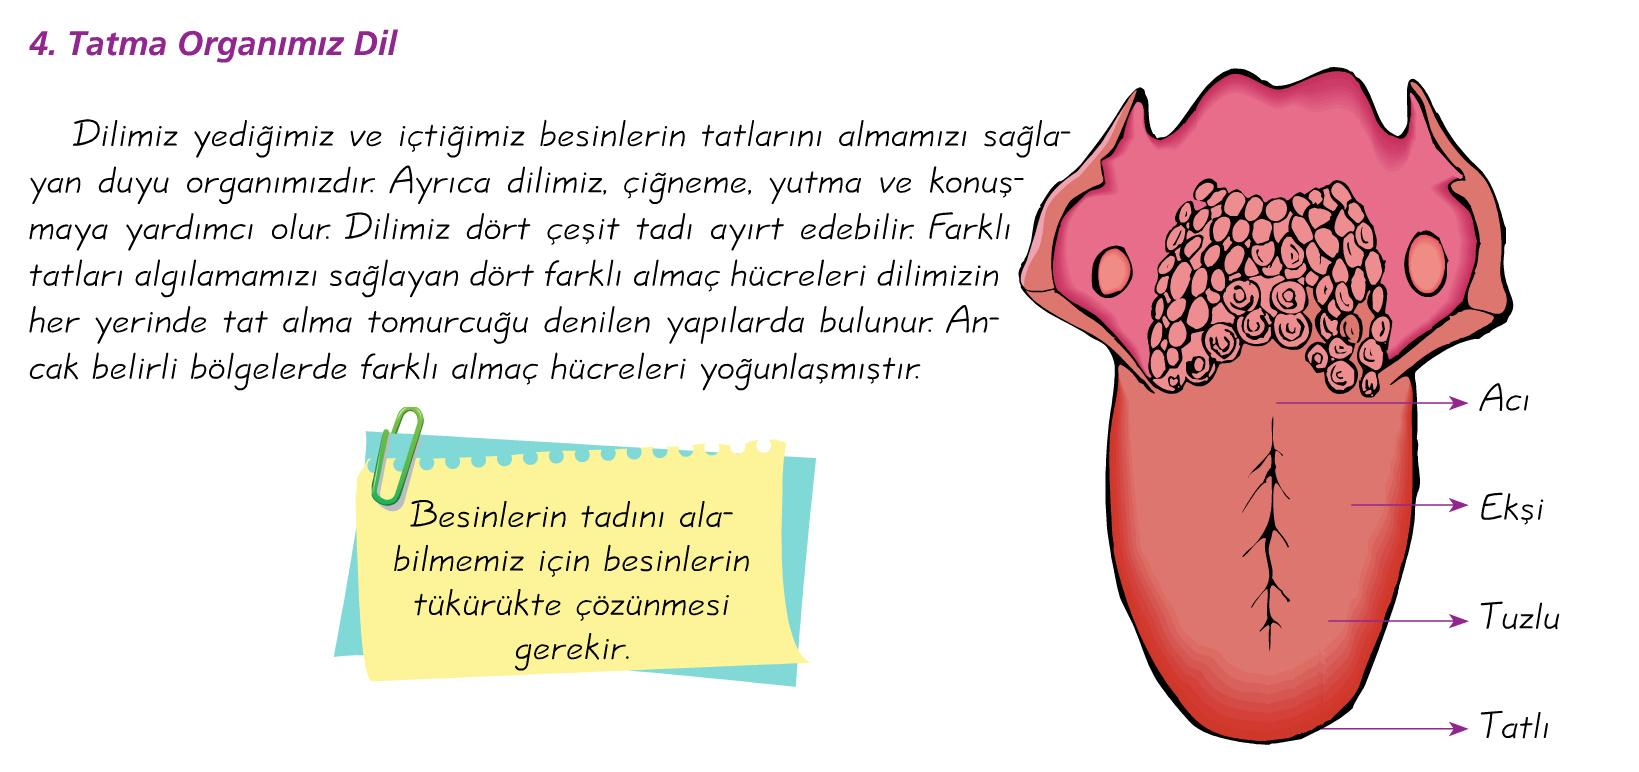 4. Tatma Organımız Dil
Dilimiz yediğimiz ve içtiğimiz besinlerin tatlarını almamızı sağla-
yan duyu organımızdır. Ayrıca dilimiz, çiğneme, yutma ve konuş-
maya yardımcı olur. Dilimiz dört çeşit tadı ayırt edebilir. Farklı
tatları algılamamızı sağlayan dört farklı almaç hücreleri dilimizin
her yerinde tat alma tomurcuğu denilen yapılarda bulunur. An-
cak belirli bölgelerde farklı almaç hücreleri yoğunlaşmıştır.
Besinlerin tadını ala-
bilmemiz için besinlerin
tükürükte çözünmesi
gerekir.
Acı
Ekşi
Tuzlu
Tatlı